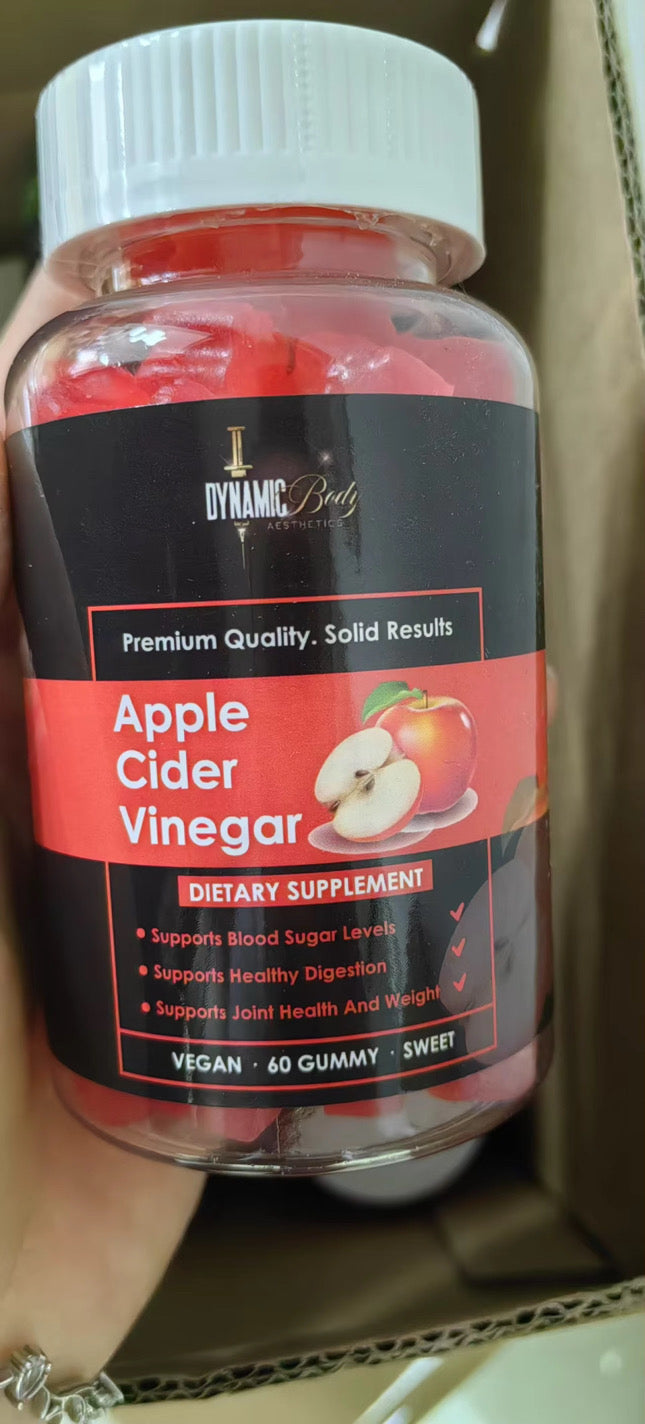 DYNAMIC Body
AESTHETICS
Premium Quality. Solid Results
Apple
Cider
Vinegar
DIETARY SUPPLEMENT
• Supports Blood Sugar Levels
• Supports Healthy Digestion
• Supports Joint Health And Weight
VEGAN · 60 GUMMY · SWEET